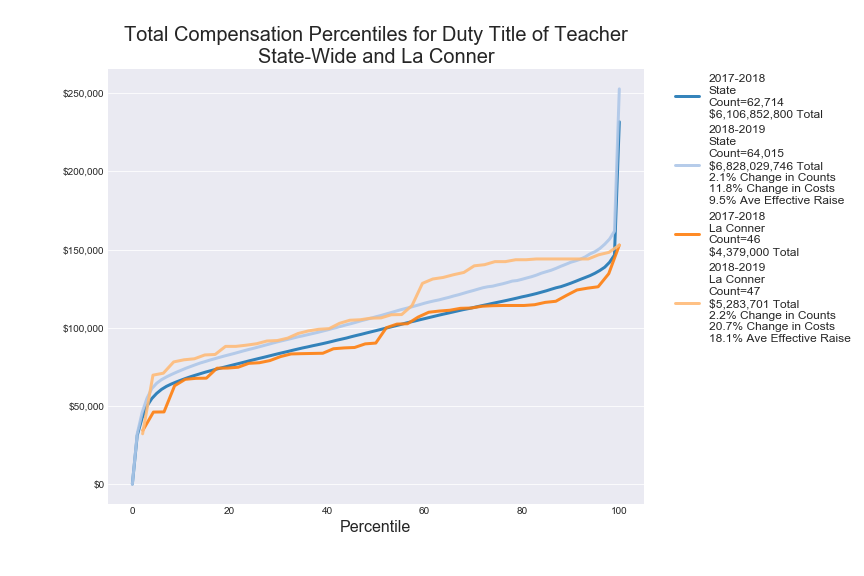 Total Compensation Percentiles for Duty Title of Teacher
State-Wide and La Conner
$250,000
$200,000
$150,000
$100,000
$50,000
$0
0
20
40
60
80
100
Percentile
2017-2018
State
Count=62,714
$6,106,852,800 Total
2018-2019
State
Count=64,015
$6,828,029,746 Total
2.1% Change in Counts
11.8% Change in Costs
9.5% Ave Effective Raise
2017-2018
La Conner
Count=46
$4,379,000 Total
2018-2019
La Conner
Count=47
$5,283,701 Total
2.2% Change in Counts
20.7% Change in Costs
18.1% Ave Effective Raise